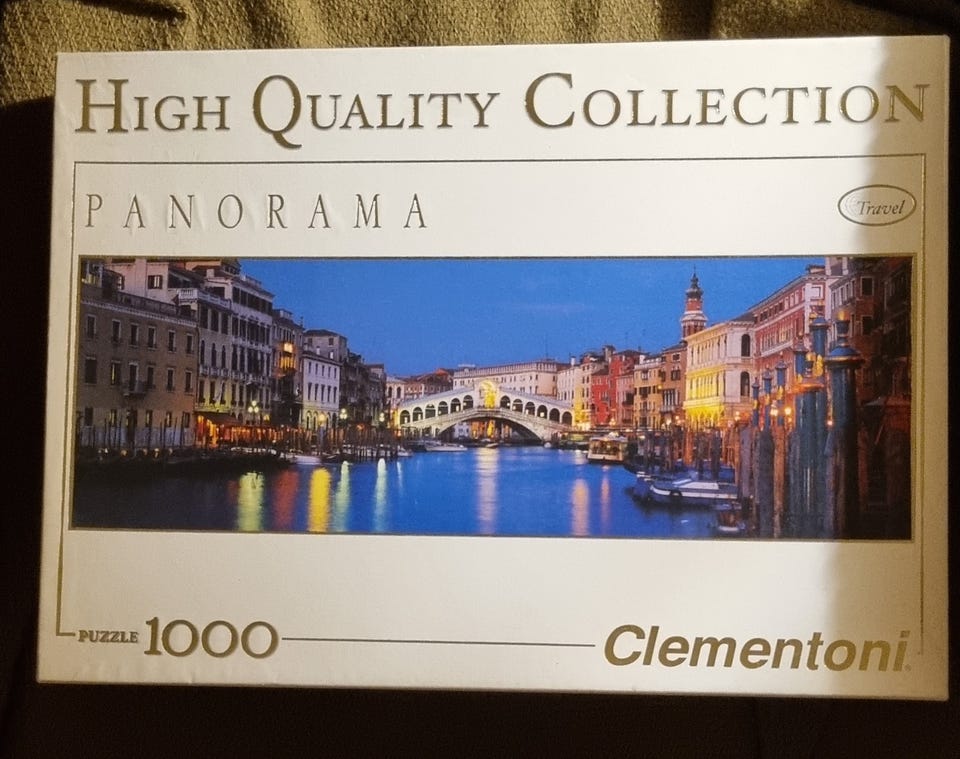 HIGH QUALITY COLLECTION
PANORAMA
Travel
PUZZLE 1000
Clementoni